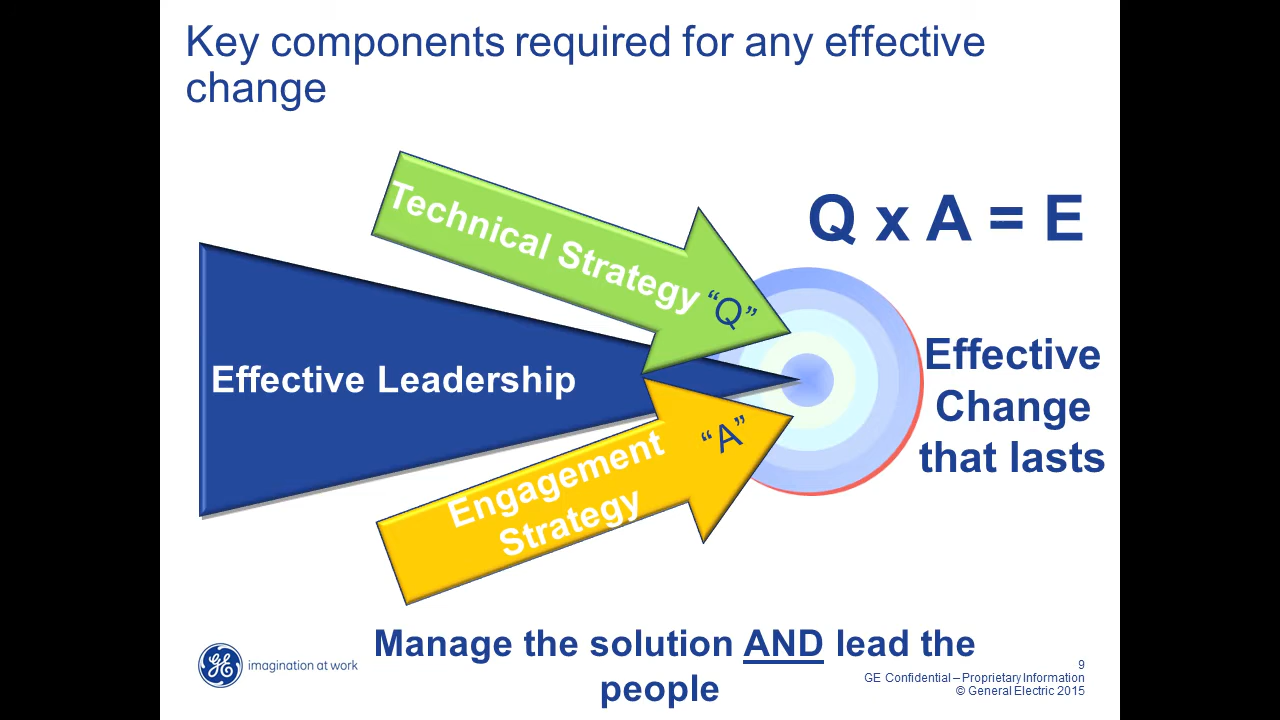 Key components required for any effective
change
Technical Strategy “Q”
Q x A = E
Effective Leadership
Effective
Change
that lasts
Engagement “A”
Strategy
Manage the solution AND lead the
people
imagination at work
9
GE Confidential – Proprietary Information
© General Electric 2015